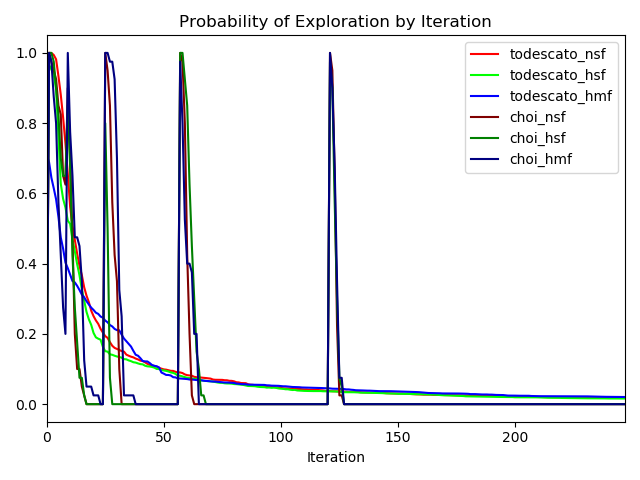 Probability of Exploration by Iteration
todescato_nsf
todescato_hsf
todescato_hmf
choi_nsf
choi_hsf
choi_hmf
1.0
0.8
0.6
0.4
0.2
0.0
0 50 100 150 200
Iteration